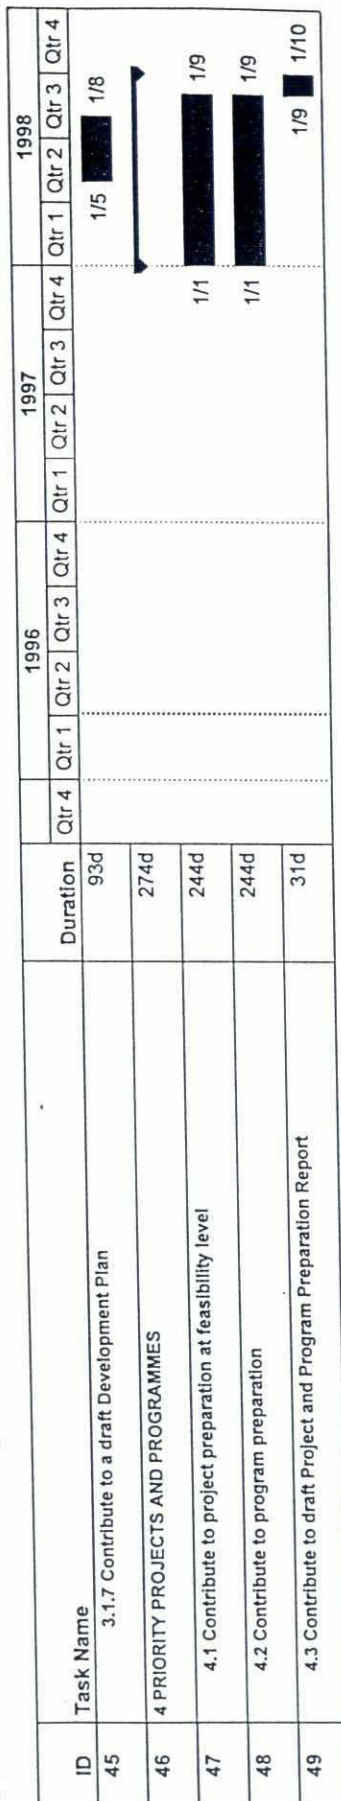 1996 1997 1998
ID Task Name Duration Qtr 4 Qtr 1 Qtr 2 Qtr 3 Qtr 4 Qtr 1 Qtr 2 Qtr 3 Qtr 4 Qtr 1 Qtr 2 Qtr 3 Qtr 4
45 3.1.7 Contribute to a draft Development Plan 93d 1/5 1/8
46 4 PRIORITY PROJECTS AND PROGRAMMES 274d
47 4.1 Contribute to project preparation at feasibility level 244d 1/1 1/9
48 4.2 Contribute to program preparation 244d 1/1 1/9
49 4.3 Contribute to draft Project and Program Preparation Report 31d 1/9 1/10